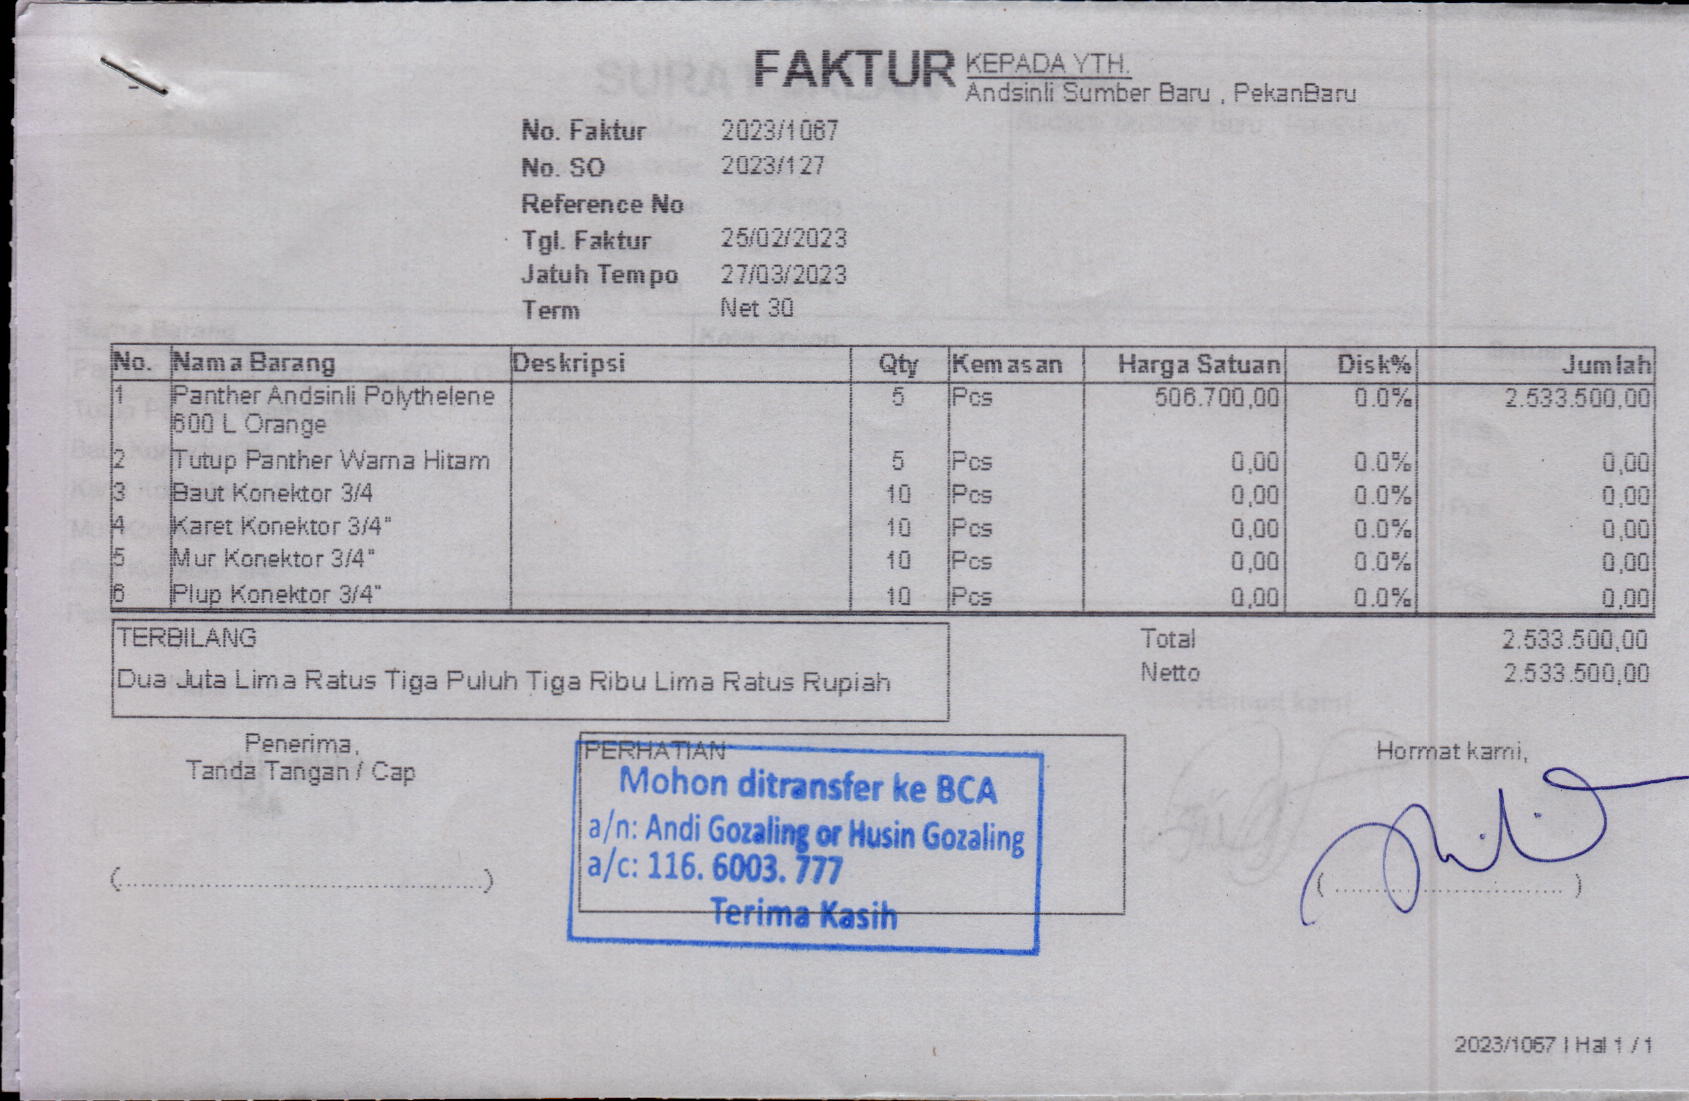 FAKTUR
KEPADA YTH.
Andsinli Sumber Baru , PekanBaru
No. Faktur 2023/1067
No. SO 2023/127
Reference No
Tgl. Faktur 25/02/2023
Jatuh Tempo 27/03/2023
Term Net 30
No. Nama Barang Deskripsi Qty Kemasan Harga Satuan Disk% Jumlah
1 Panther Andsinli Polythelene 5 Pcs 506.700,00 0.0% 2.533.500,00
600 L Orange
2 Tutup Panther Warna Hitam 5 Pcs 0,00 0.0% 0,00
3 Baut Konektor 3/4 10 Pcs 0,00 0.0% 0,00
4 Karet Konektor 3/4" 10 Pcs 0,00 0.0% 0,00
5 Mur Konektor 3/4" 10 Pcs 0,00 0.0% 0,00
6 Plup Konektor 3/4" 10 Pcs 0,00 0.0% 0,00
TERBILANG
Dua Juta Lima Ratus Tiga Puluh Tiga Ribu Lima Ratus Rupiah
Total 2.533.500,00
Netto 2.533.500,00
Penerima,
Tanda Tangan / Cap
PERHATIAN
Mohon ditransfer ke BCA
a/n: Andi Gozaling or Husin Gozaling
a/c: 116. 6003. 777
Terima Kasih
Hormat kami,
2023/1067 | Hal 1 / 1